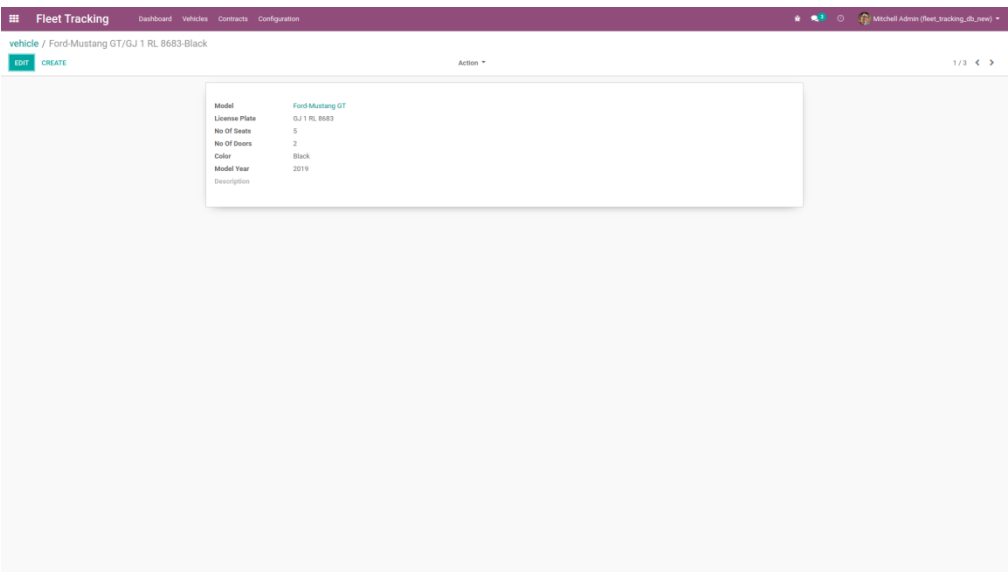 Fleet Tracking Dashboard Vehicles Contracts Configuration 3 Mitchell Admin (fleet_tracking_db_new)
vehicle / Ford-Mustang GT/GJ 1 RL 8683-Black
EDIT CREATE Action 1 / 3
Model Ford-Mustang GT
License Plate GJ 1 RL 8683
No Of Seats 5
No Of Doors 2
Color Black
Model Year 2019
Description